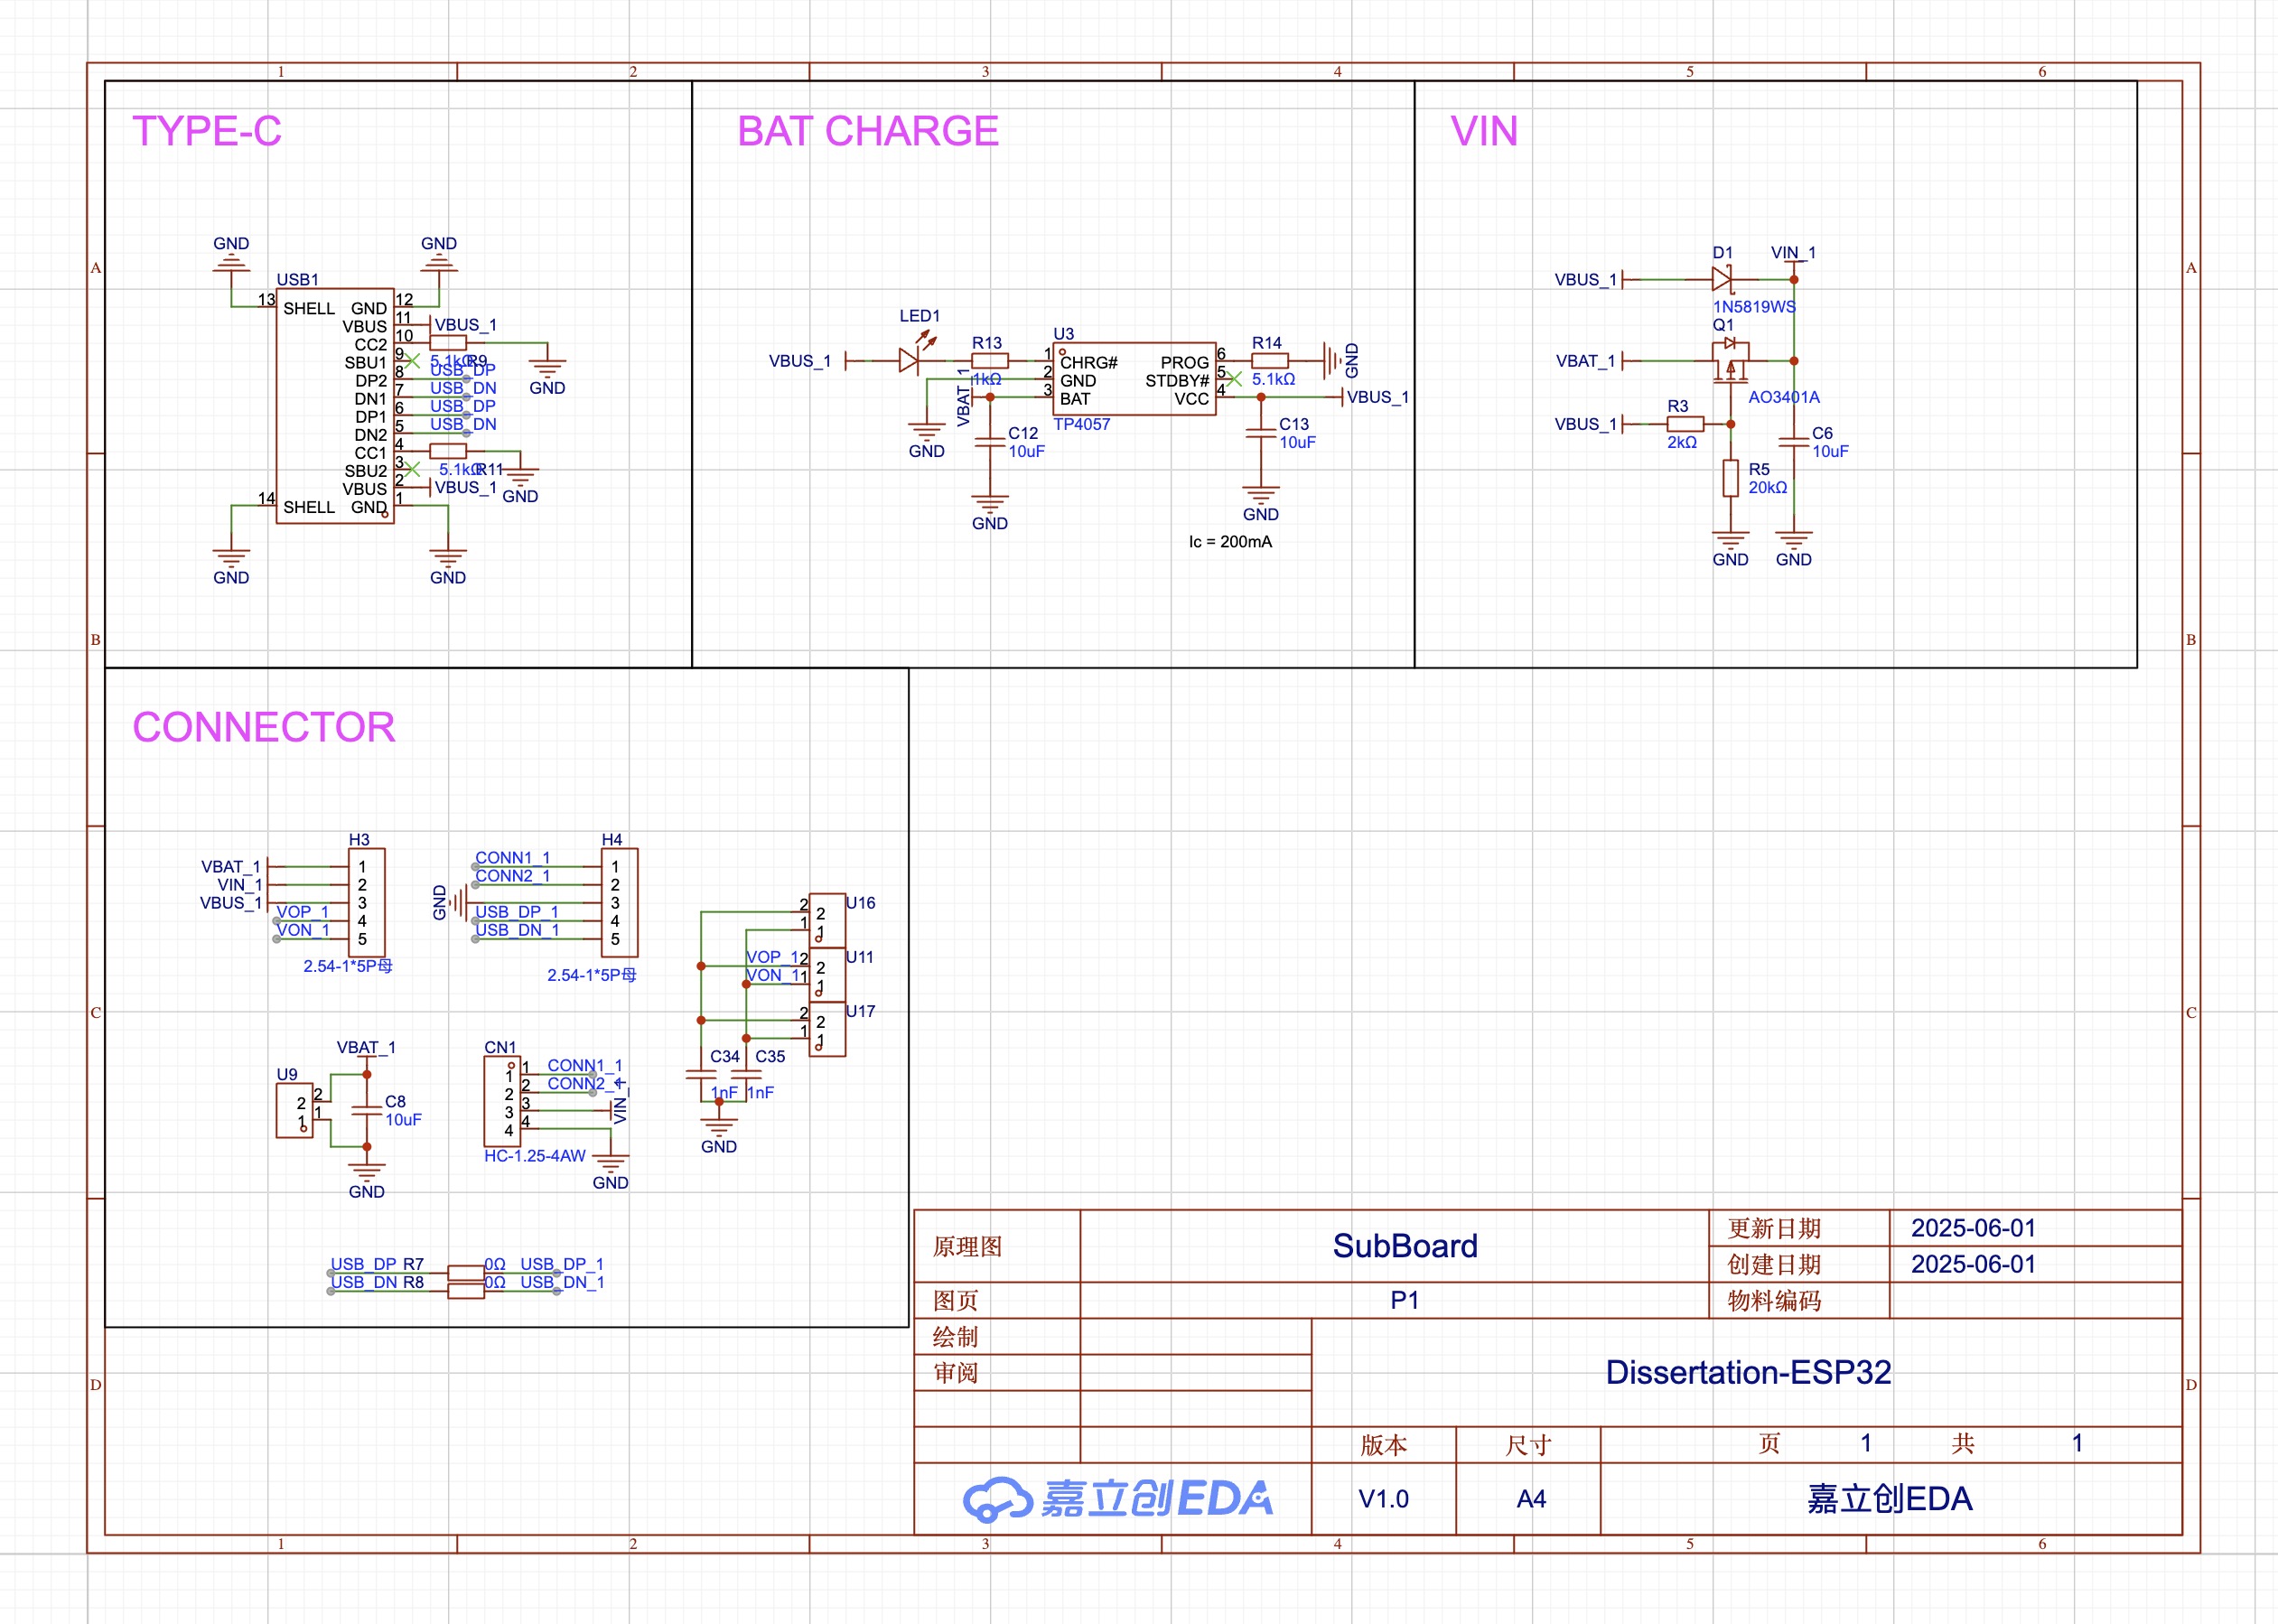 1 2 3 4 5 6
A
B
C
D
TYPE-C
GND GND
USB1
13 SHELL GND 12
VBUS 11 VBUS_1
CC2 10
SBU1 9 5.1kΩ R9
DP2 8 USB_DP
DN1 7 USB_DN
DP1 6 USB_DP
DN2 5 USB_DN
CC1 4
SBU2 3 5.1kΩ R11
VBUS 2 VBUS_1
14 SHELL GND 1
GND
GND
GND GND
BAT CHARGE
LED1
VBUS_1
R13
1kΩ
U3
1 CHRG# PROG 6
2 GND STDBY# 5
3 BAT VCC 4
TP4057
R14
5.1kΩ
GND
VBUS_1
VBAT_1
GND
C12
10uF
GND
C13
10uF
GND
Ic = 200mA
VIN
D1 VIN_1
VBUS_1
1N5819WS
Q1
VBAT_1
AO3401A
R3
VBUS_1
2kΩ
C6
10uF
R5
20kΩ
GND GND
CONNECTOR
H3
VBAT_1 1
VIN_1 2
VBUS_1 3
VOP_1 4
VON_1 5
2.54-1*5P母
H4
CONN1_1 1
CONN2_1 2
GND 3
USB_DP_1 4
USB_DN_1 5
2.54-1*5P母
2 2 U16
1 1
VOP_1 2 2 U11
VON_1 1 1
2 2 U17
1 1
C34 C35
1nF 1nF
GND
VBAT_1
U9
2 2
1 1
C8
10uF
GND
CN1
1 1 CONN1_1
2 2 CONN2_1
3 3 VIN_1
4 4
HC-1.25-4AW
GND
USB_DP R7 0Ω USB_DP_1
USB_DN R8 0Ω USB_DN_1
原理图 SubBoard 更新日期 2025-06-01
创建日期 2025-06-01
图页 P1 物料编码
绘制
审阅
Dissertation-ESP32
版本 尺寸 页 1 共 1
嘉立创EDA V1.0 A4 嘉立创EDA
A
B
C
D
1 2 3 4 5 6